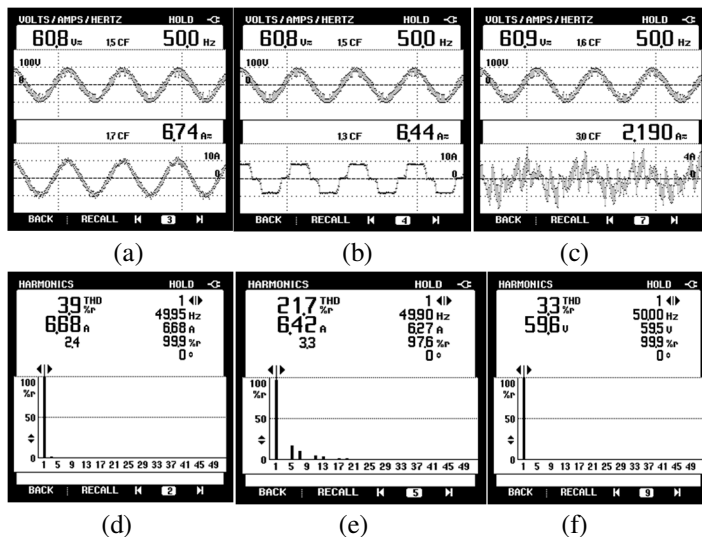 VOLTS/AMPS/HERTZ HOLD
60.8 V≂ 1.5 CF 50.0 Hz
100V
0
1.7 CF 6.74 A≂
10A
0
BACK RECALL 3
(a)
VOLTS/AMPS/HERTZ HOLD
60.8 V≂ 1.5 CF 50.0 Hz
100V
0
1.3 CF 6.44 A≂
10A
0
BACK RECALL 4
(b)
VOLTS/AMPS/HERTZ HOLD
60.9 V≂ 1.6 CF 50.0 Hz
100V
0
3.0 CF 2.190 A≂
4A
0
BACK RECALL 7
(c)
HARMONICS HOLD
3.9 THD %r 1
49.95 Hz
6.68 A 6.68 A
2.4 99.9 %r
0 °
100
%r
50
0
1 5 9 13 17 21 25 29 33 37 41 45 49
BACK RECALL 2
(d)
HARMONICS HOLD
21.7 THD %r 1
49.90 Hz
6.42 A 6.27 A
3.3 97.6 %r
0 °
100
%r
50
0
1 5 9 13 17 21 25 29 33 37 41 45 49
BACK RECALL 5
(e)
HARMONICS HOLD
3.3 THD %r 1
50.00 Hz
59.6 V 59.5 V
99.9 %r
0 °
100
%r
50
0
1 5 9 13 17 21 25 29 33 37 41 45 49
BACK RECALL 9
(f)